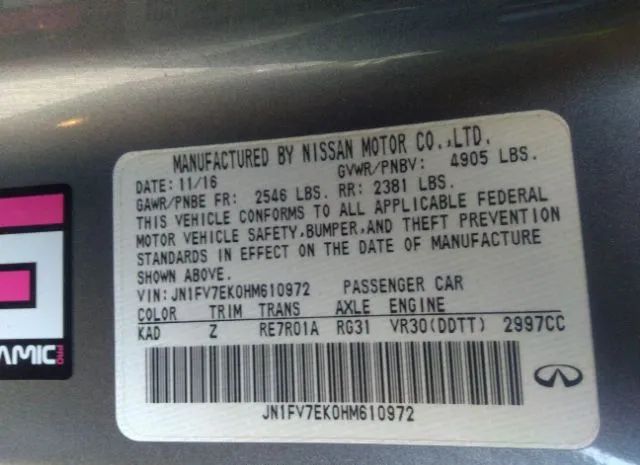 MANUFACTURED BY NISSAN MOTOR CO.,LTD.
DATE: 11/16 GVWR/PNBV: 4905 LBS.
GAWR/PNBE FR: 2546 LBS. RR: 2381 LBS.
THIS VEHICLE CONFORMS TO ALL APPLICABLE FEDERAL
MOTOR VEHICLE SAFETY,BUMPER,AND THEFT PREVENTION
STANDARDS IN EFFECT ON THE DATE OF MANUFACTURE
SHOWN ABOVE.
VIN: JN1FV7EK0HM610972 PASSENGER CAR
COLOR TRIM TRANS AXLE ENGINE
KAD Z RE7R01A RG31 VR30(DDTT) 2997CC
JN1FV7EK0HM610972
AMIC PRO